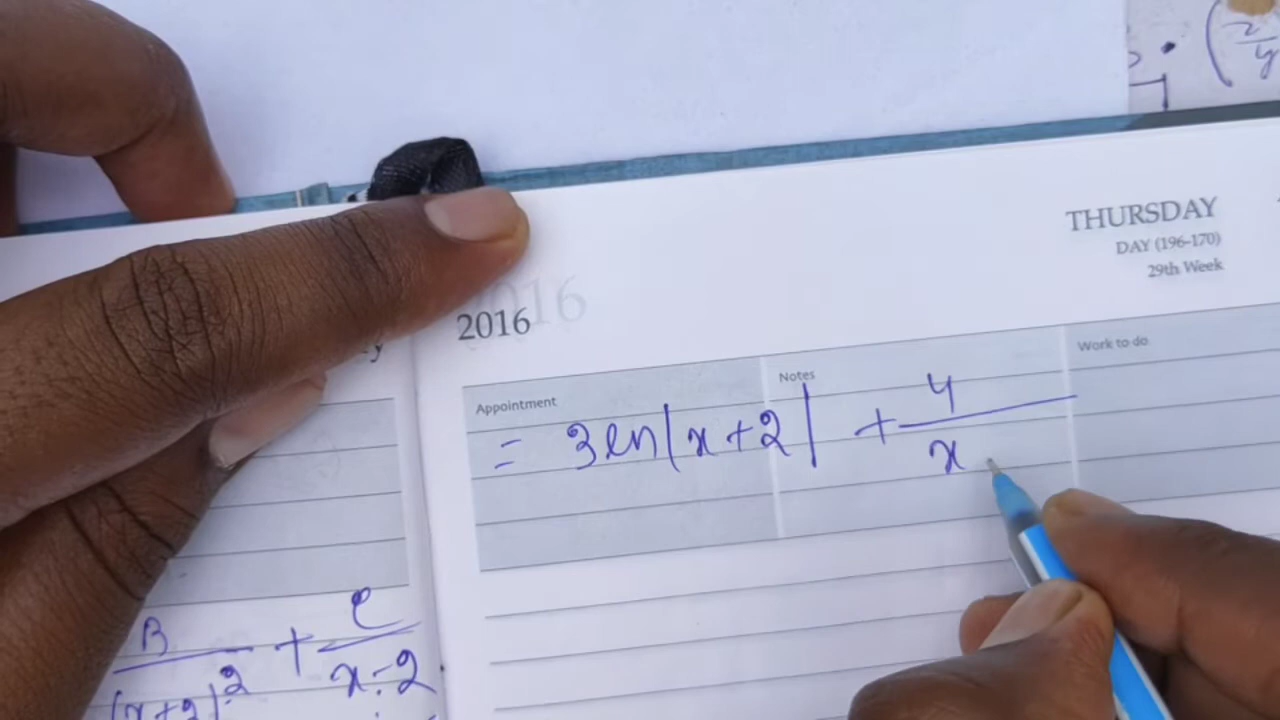 THURSDAY
DAY (196-170)
29th Week
2016
Appointment Notes Work to do
= 3ln|x+2| + 4/x
B/(x+2)^2 + C/x-2